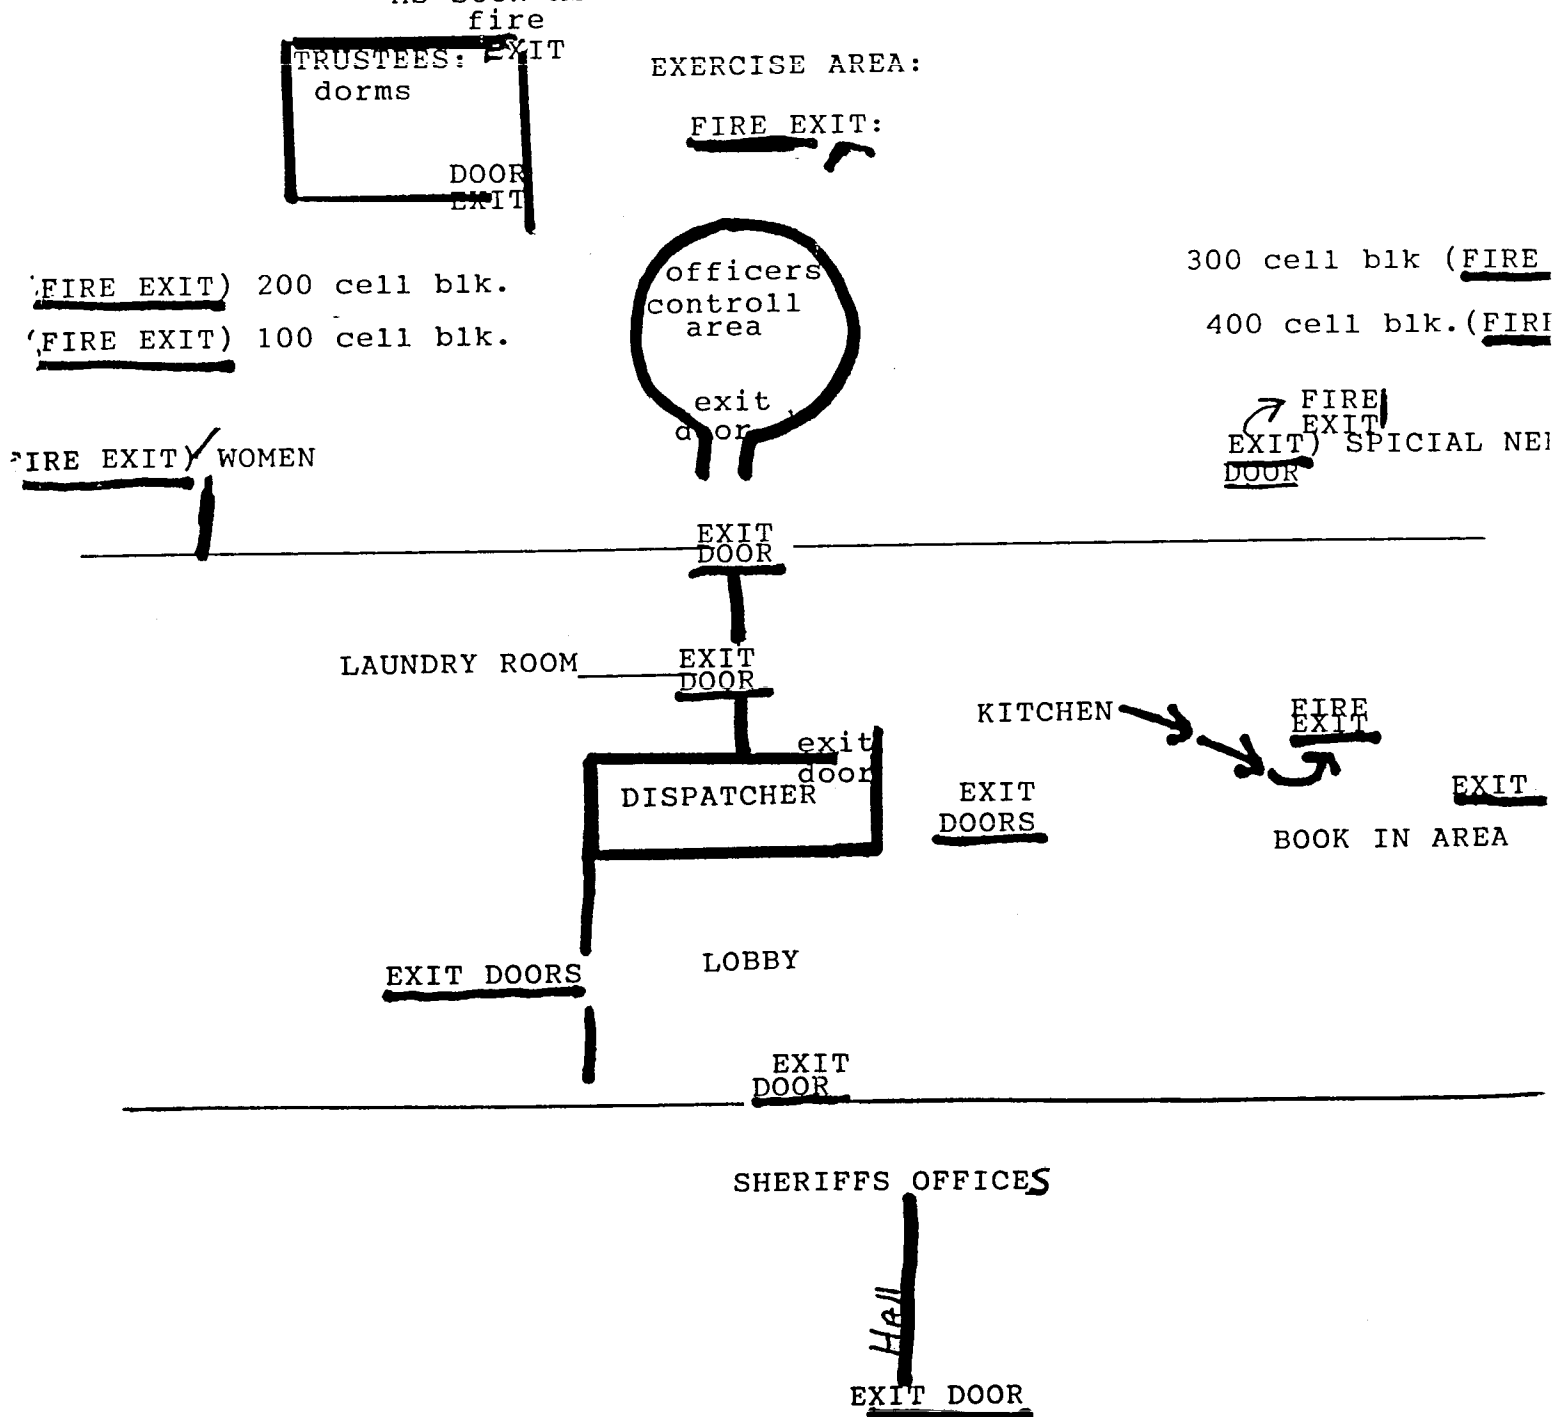 fire
EXIT
TRUSTEES:
dorms
DOOR
EXIT
EXERCISE AREA:
FIRE EXIT:
officers
controll
area
exit
door
(FIRE EXIT) 200 cell blk.
(FIRE EXIT) 100 cell blk.
FIRE EXIT) WOMEN
300 cell blk (FIRE
400 cell blk.(FIRE
FIRE
EXIT
EXIT) SPICIAL
DOOR
EXIT
DOOR
LAUNDRY ROOM
EXIT
DOOR
exit
door
DISPATCHER
KITCHEN
FIRE
EXIT
EXIT
DOORS
EXIT
BOOK IN AREA
EXIT DOORS
LOBBY
EXIT
DOOR
SHERIFFS OFFICES
Hall
EXIT DOOR